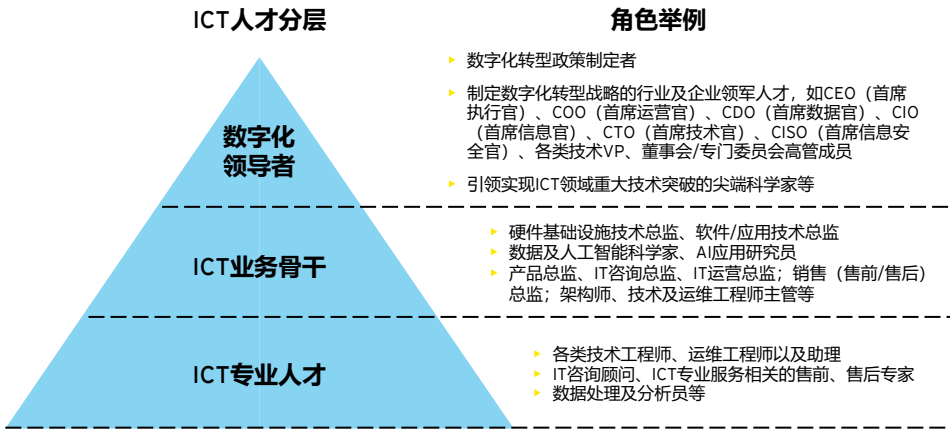 ICT人才分层
角色举例
数字化
领导者
▸ 数字化转型政策制定者
▸ 制定数字化转型战略的行业及企业领军人才，如CEO（首席
执行官）、COO（首席运营官）、CDO（首席数据官）、CIO
（首席信息官）、CTO（首席技术官）、CISO（首席信息安
全官）、各类技术VP、董事会/专门委员会高管成员
▸ 引领实现ICT领域重大技术突破的尖端科学家等
ICT业务骨干
▸ 硬件基础设施技术总监、软件/应用技术总监
▸ 数据及人工智能科学家、AI应用研究员
▸ 产品总监、IT咨询总监、IT运营总监；销售（售前/售后）
总监；架构师、技术及运维工程师主管等
ICT专业人才
▸ 各类技术工程师、运维工程师以及助理
▸ IT咨询顾问、ICT专业服务相关的售前、售后专家
▸ 数据处理及分析员等